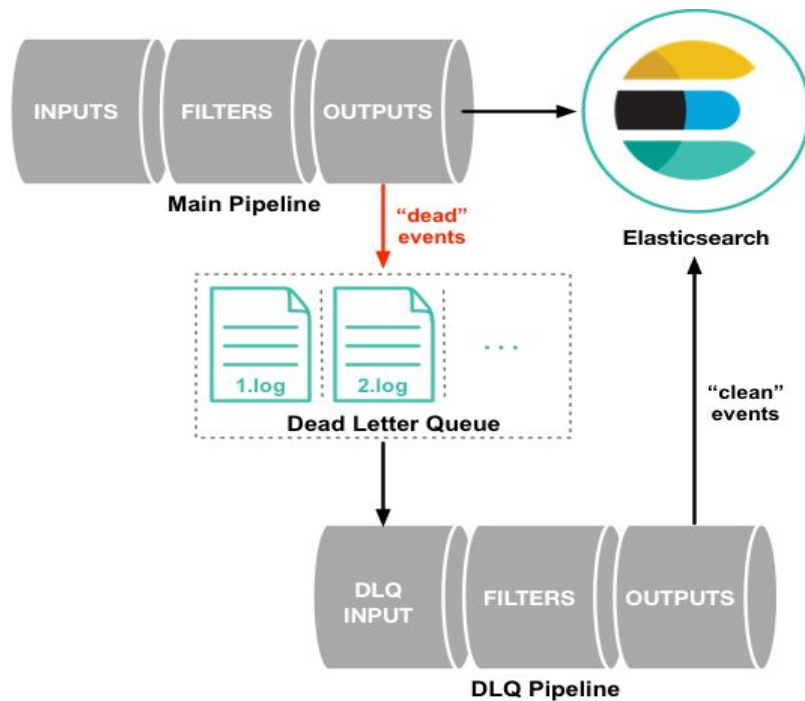 INPUTS
FILTERS
OUTPUTS
Main Pipeline
“dead”
events
Elasticsearch
1.log
2.log
...
Dead Letter Queue
“clean”
events
DLQ
INPUT
FILTERS
OUTPUTS
DLQ Pipeline